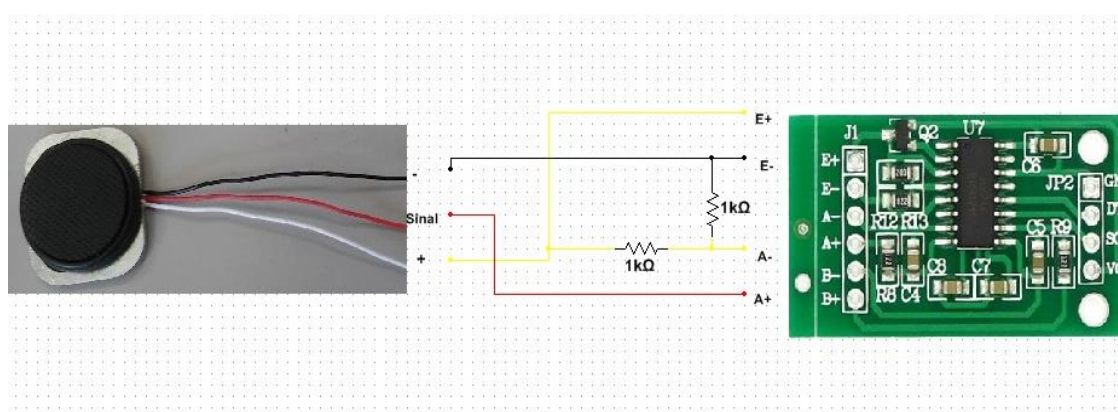 -
Sinal
+
1kΩ
1kΩ
E+
E-
A-
A+
J1
Q2
U7
C6
E+
E-
A-
A+
B-
B+
R12
R13
R8
C4
C8
C7
C5
R9
JP2